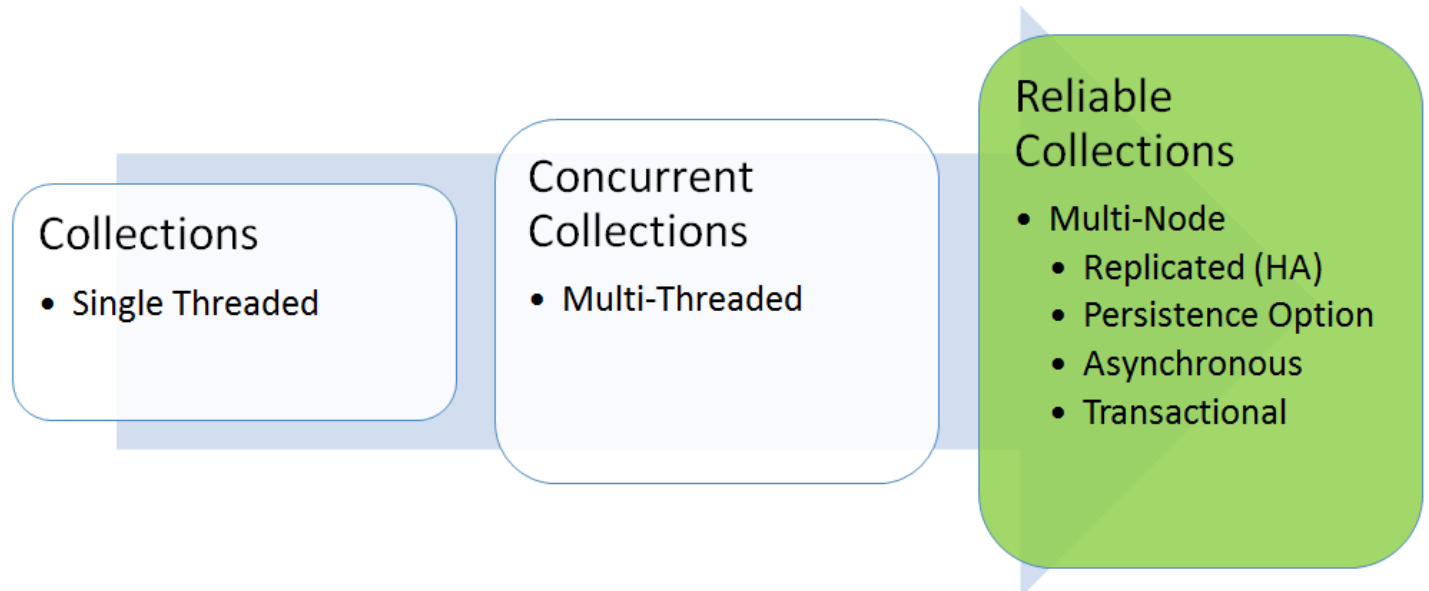 Collections
• Single Threaded
Concurrent
Collections
• Multi-Threaded
Reliable
Collections
• Multi-Node
• Replicated (HA)
• Persistence Option
• Asynchronous
• Transactional